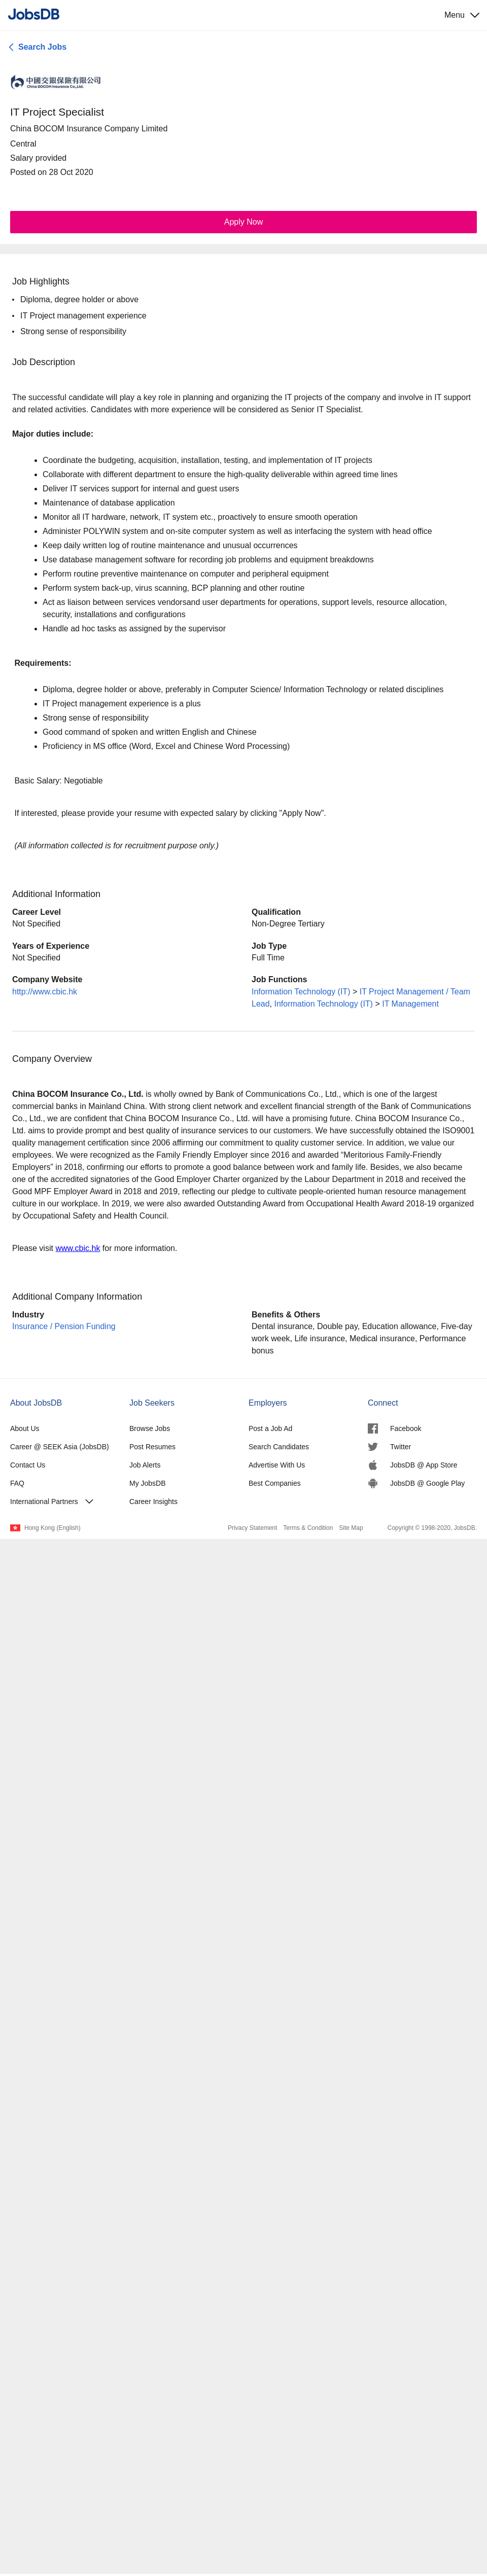 JobsDB
Menu
Search Jobs
中國交銀保險有限公司
China BOCOM Insurance Co.,Ltd.
IT Project Specialist
China BOCOM Insurance Company Limited
Central
Salary provided
Posted on 28 Oct 2020
Apply Now
Job Highlights
• Diploma, degree holder or above
• IT Project management experience
• Strong sense of responsibility
Job Description
The successful candidate will play a key role in planning and organizing the IT projects of the company and involve in IT support
and related activities. Candidates with more experience will be considered as Senior IT Specialist.
Major duties include:
• Coordinate the budgeting, acquisition, installation, testing, and implementation of IT projects
• Collaborate with different department to ensure the high-quality deliverable within agreed time lines
• Deliver IT services support for internal and guest users
• Maintenance of database application
• Monitor all IT hardware, network, IT system etc., proactively to ensure smooth operation
• Administer POLYWIN system and on-site computer system as well as interfacing the system with head office
• Keep daily written log of routine maintenance and unusual occurrences
• Use database management software for recording job problems and equipment breakdowns
• Perform routine preventive maintenance on computer and peripheral equipment
• Perform system back-up, virus scanning, BCP planning and other routine
• Act as liaison between services vendorsand user departments for operations, support levels, resource allocation,
security, installations and configurations
• Handle ad hoc tasks as assigned by the supervisor
Requirements:
• Diploma, degree holder or above, preferably in Computer Science/ Information Technology or related disciplines
• IT Project management experience is a plus
• Strong sense of responsibility
• Good command of spoken and written English and Chinese
• Proficiency in MS office (Word, Excel and Chinese Word Processing)
Basic Salary: Negotiable
If interested, please provide your resume with expected salary by clicking "Apply Now".
(All information collected is for recruitment purpose only.)
Additional Information
Career Level
Not Specified
Qualification
Non-Degree Tertiary
Years of Experience
Not Specified
Job Type
Full Time
Company Website
http://www.cbic.hk
Job Functions
Information Technology (IT) > IT Project Management / Team
Lead, Information Technology (IT) > IT Management
Company Overview
China BOCOM Insurance Co., Ltd. is wholly owned by Bank of Communications Co., Ltd., which is one of the largest
commercial banks in Mainland China. With strong client network and excellent financial strength of the Bank of Communications
Co., Ltd., we are confident that China BOCOM Insurance Co., Ltd. will have a promising future. China BOCOM Insurance Co.,
Ltd. aims to provide prompt and best quality of insurance services to our customers. We have successfully obtained the ISO9001
quality management certification since 2006 affirming our commitment to quality customer service. In addition, we value our
employees. We were recognized as the Family Friendly Employer since 2016 and awarded “Meritorious Family-Friendly
Employers” in 2018, confirming our efforts to promote a good balance between work and family life. Besides, we also became
one of the accredited signatories of the Good Employer Charter organized by the Labour Department in 2018 and received the
Good MPF Employer Award in 2018 and 2019, reflecting our pledge to cultivate people-oriented human resource management
culture in our workplace. In 2019, we were also awarded Outstanding Award from Occupational Health Award 2018-19 organized
by Occupational Safety and Health Council.
Please visit www.cbic.hk for more information.
Additional Company Information
Industry
Insurance / Pension Funding
Benefits & Others
Dental insurance, Double pay, Education allowance, Five-day
work week, Life insurance, Medical insurance, Performance
bonus
About JobsDB
About Us
Career @ SEEK Asia (JobsDB)
Contact Us
FAQ
International Partners
Job Seekers
Browse Jobs
Post Resumes
Job Alerts
My JobsDB
Career Insights
Employers
Post a Job Ad
Search Candidates
Advertise With Us
Best Companies
Connect
Facebook
Twitter
JobsDB @ App Store
JobsDB @ Google Play
Hong Kong (English)
Privacy Statement Terms & Condition Site Map
Copyright © 1998-2020, JobsDB.